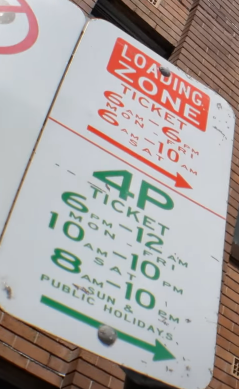 LOADING
ZONE
TICKET
6AM-6PM
MON-FRI
6AM-10AM
SAT
4P
TICKET
6PM-12AM
MON-FRI
10AM-10PM
SAT
8AM-10PM
SUN &
PUBLIC HOLIDAYS